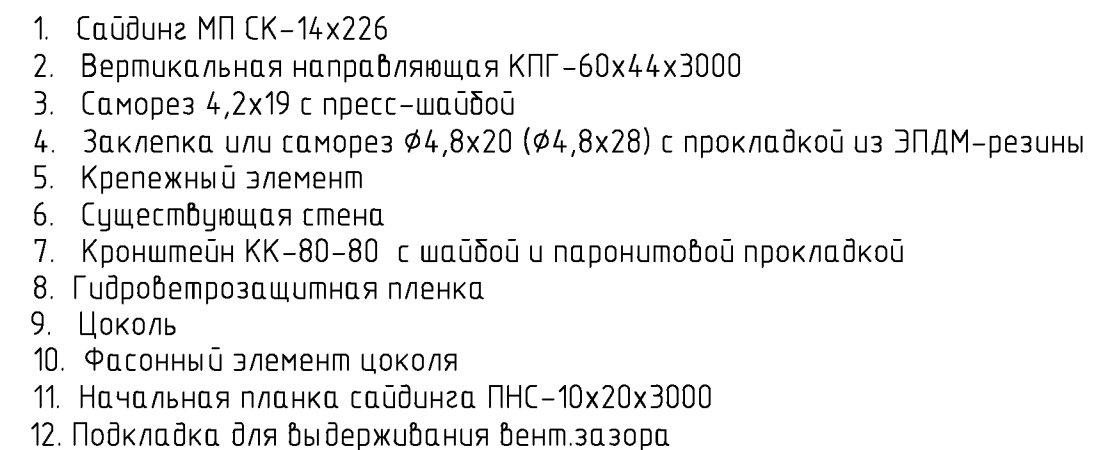 1. Сайдинг МП СК-14х226
2. Вертикальная направляющая КПГ-60х44х3000
3. Саморез 4,2х19 с пресс-шайбой
4. Заклепка или саморез Ø4,8х20 (Ø4,8х28) с прокладкой из ЭПДМ-резины
5. Крепежный элемент
6. Существующая стена
7. Кронштейн КК-80-80 с шайбой и паронитовой прокладкой
8. Гидроветрозащитная пленка
9. Цоколь
10. Фасонный элемент цоколя
11. Начальная планка сайдинга ПНС-10х20х3000
12. Подкладка для выдерживания вент.зазора